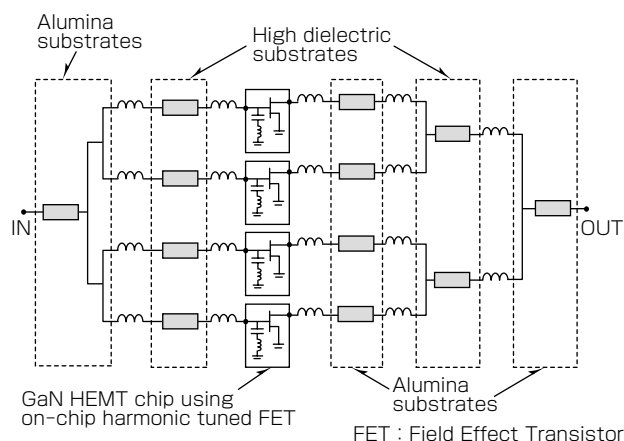 Alumina
substrates
High dielectric
substrates
IN
OUT
GaN HEMT chip using
on-chip harmonic tuned FET
Alumina
substrates
FET : Field Effect Transistor